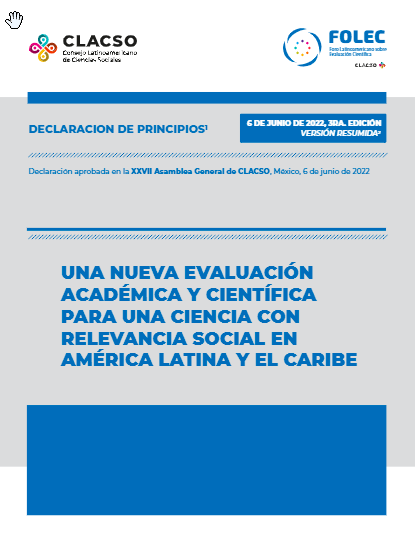 CLACSO
Consejo Latinoamericano
de Ciencias Sociales
FOLEC
Foro Latinoamericano sobre
Evaluación Científica
CLACSO
DECLARACION DE PRINCIPIOS¹
6 DE JUNIO DE 2022, 3RA. EDICIÓN
VERSIÓN RESUMIDA²
Declaración aprobada en la XXVII Asamblea General de CLACSO, México, 6 de junio de 2022
UNA NUEVA EVALUACIÓN
ACADÉMICA Y CIENTÍFICA
PARA UNA CIENCIA CON
RELEVANCIA SOCIAL EN
AMÉRICA LATINA Y EL CARIBE